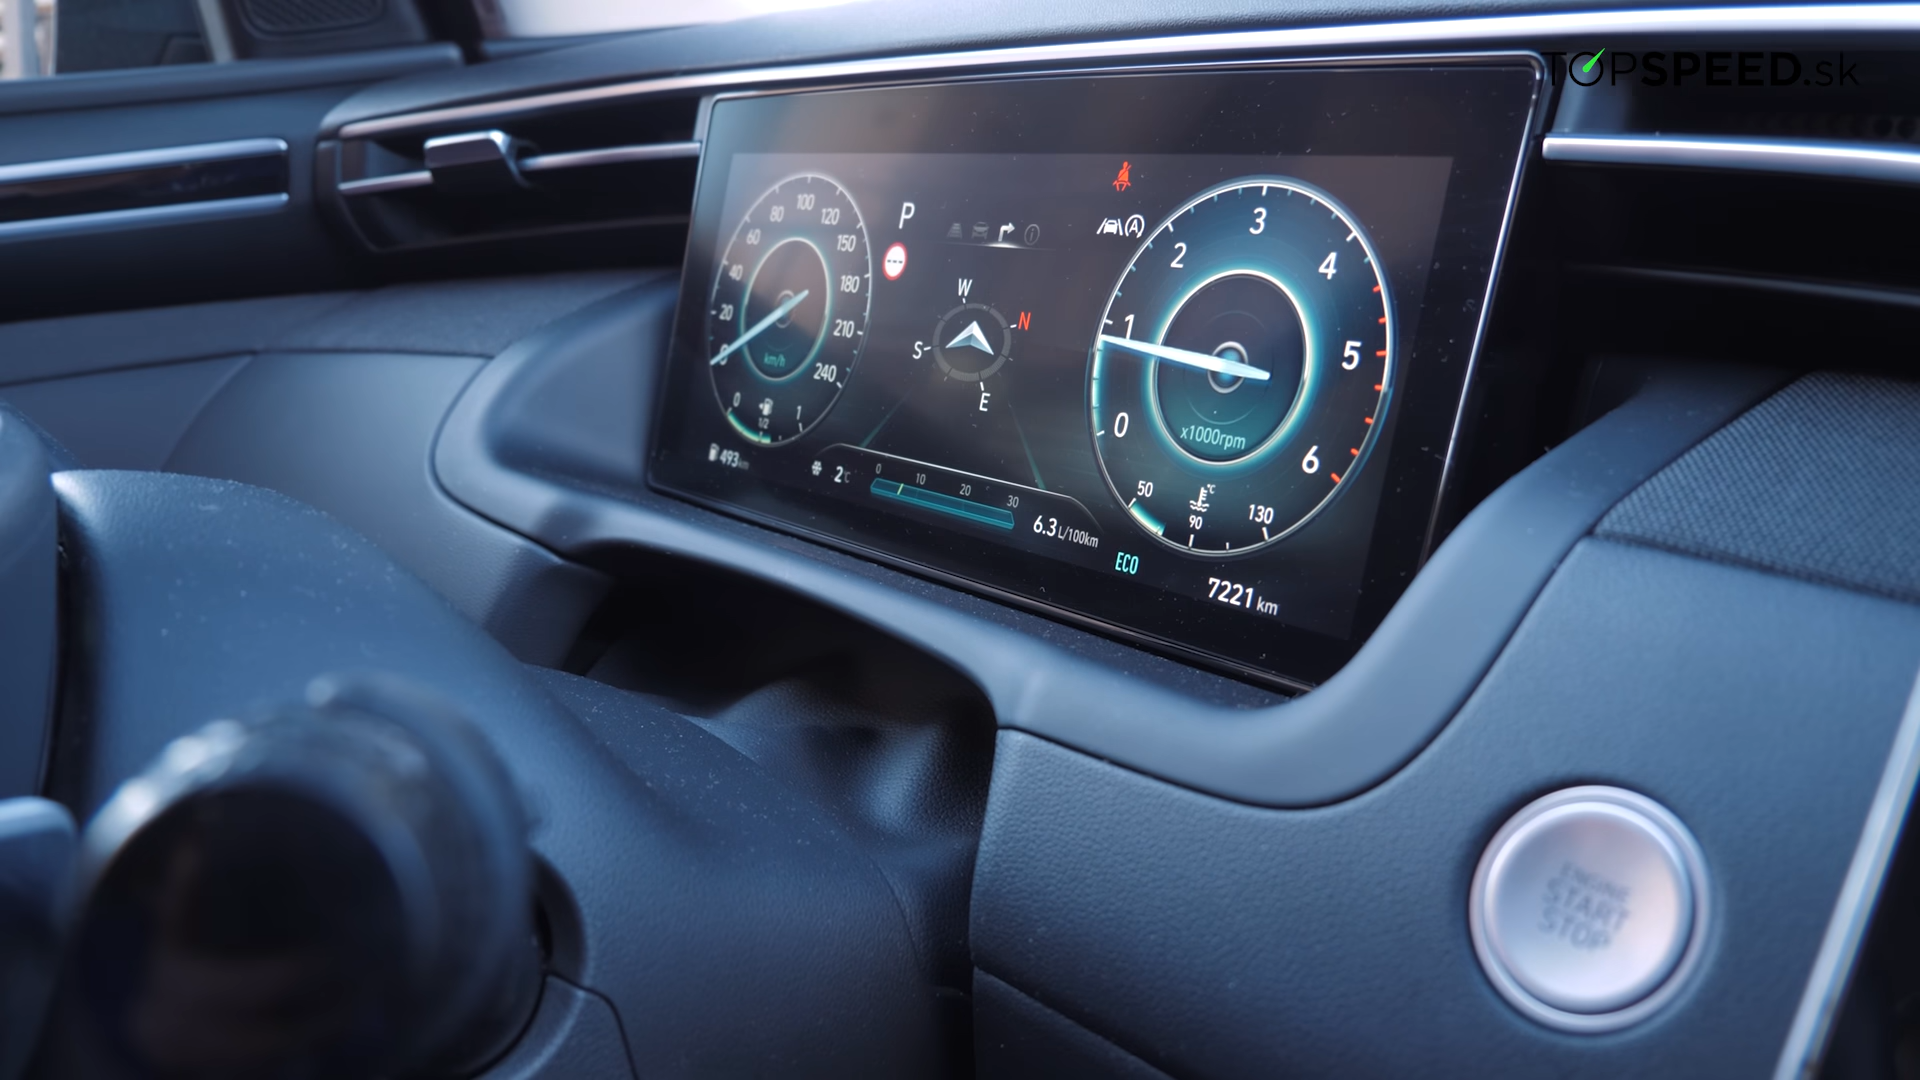 TOPSPEED.sk
0 20 40 60 80 100 120 150 180 210 240
km/h
0 1/2 1
493km
P
W
N
S
E
2°C
0 10 20 30
6.3 L/100km
A
0 1 2 3 4 5 6
x1000rpm
°C
50 90 130
ECO
7221 km
ENGINE
START
STOP